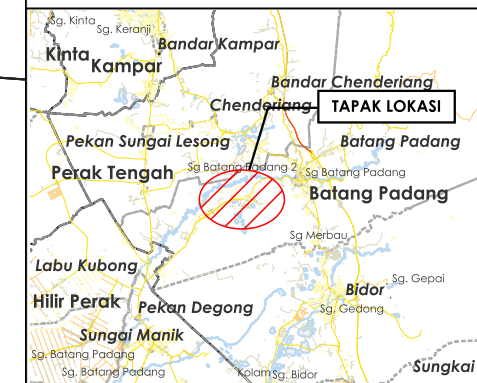 Sg. Kinta
Sg. Keranji
Bandar Kampar
Kinta
Kampar
Bandar Chenderiang
Chenderiang
TAPAK LOKASI
Pekan Sungai Lesong
Batang Padang
Sg Batang Padang 2
Perak Tengah
Sg Batang Padang
Batang Padang
Sg Merbau
Labu Kubong
Sg. Gepai
Hilir Perak
Pekan Degong
Bidor
Sg. Gedong
Sungai Manik
Sg. Batang Padang
Sg. Batang Padang
Kolam
Sg. Bidor
Sungkai